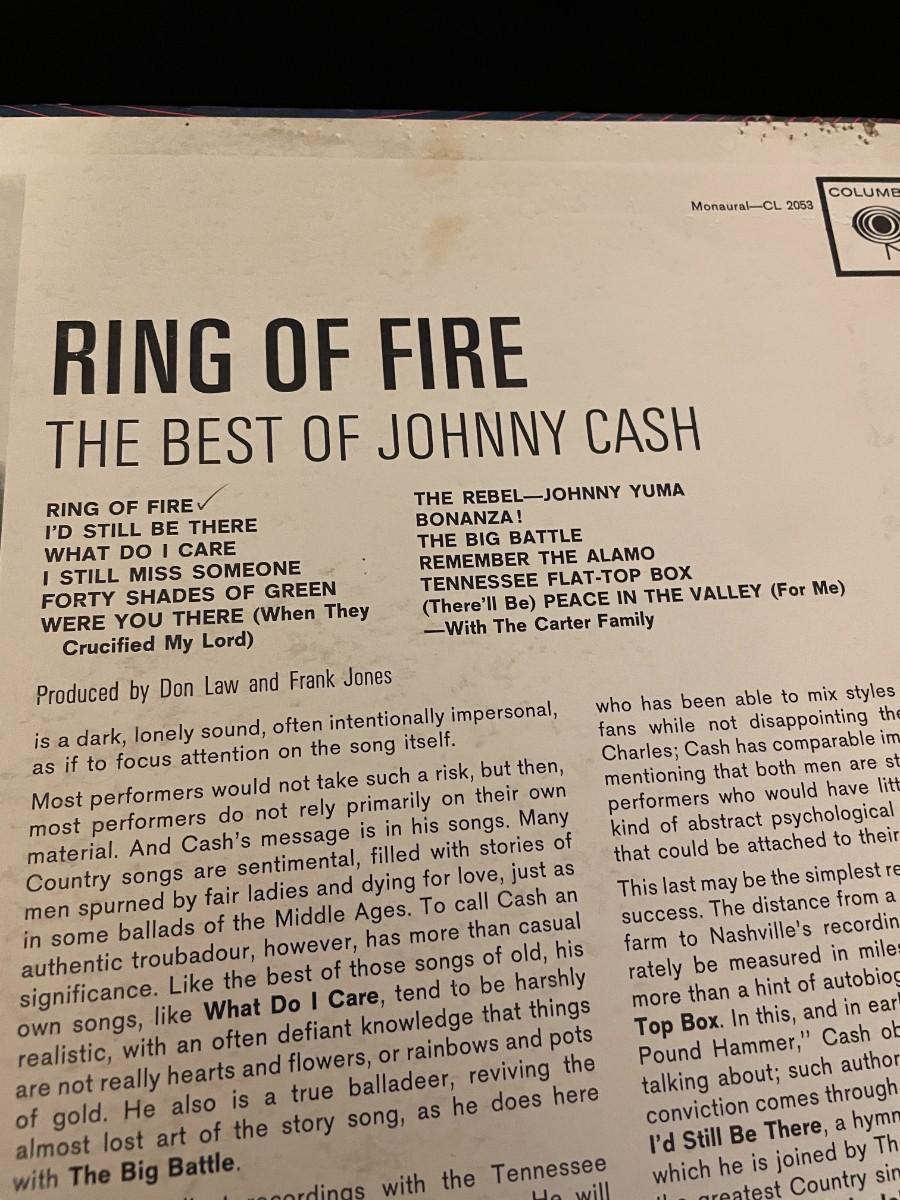 Monaural—CL 2053
RING OF FIRE
THE BEST OF JOHNNY CASH
RING OF FIRE✓
I'D STILL BE THERE
WHAT DO I CARE
I STILL MISS SOMEONE
FORTY SHADES OF GREEN
WERE YOU THERE (When They
Crucified My Lord)
THE REBEL—JOHNNY YUMA
BONANZA!
THE BIG BATTLE
REMEMBER THE ALAMO
TENNESSEE FLAT-TOP BOX
(There'll Be) PEACE IN THE VALLEY (For Me)
—With The Carter Family
Produced by Don Law and Frank Jones
is a dark, lonely sound, often intentionally impersonal,
as if to focus attention on the song itself.
Most performers would not take such a risk, but then,
most performers do not rely primarily on their own
material. And Cash's message is in his songs. Many
Country songs are sentimental, filled with stories of
men spurned by fair ladies and dying for love, just as
in some ballads of the Middle Ages. To call Cash an
authentic troubadour, however, has more than casual
significance. Like the best of those songs of old, his
own songs, like What Do I Care, tend to be harshly
realistic, with an often defiant knowledge that things
are not really hearts and flowers, or rainbows and pots
of gold. He also is a true balladeer, reviving the
almost lost art of the story song, as he does here
with The Big Battle.
with the Tennessee
He will
who has been able to mix styles
fans while not disappointing
Charles; Cash has comparable
mentioning that both men are
performers who would have
kind of abstract psychological
that could be attached to their
This last may be the simplest
success. The distance from a
farm to Nashville's
rately be measured in
more than a hint of
Top Box. In this, and in
Pound Hammer," Cash
talking about; such
conviction comes through
I'd Still Be There, a
which he is joined by
greatest Country